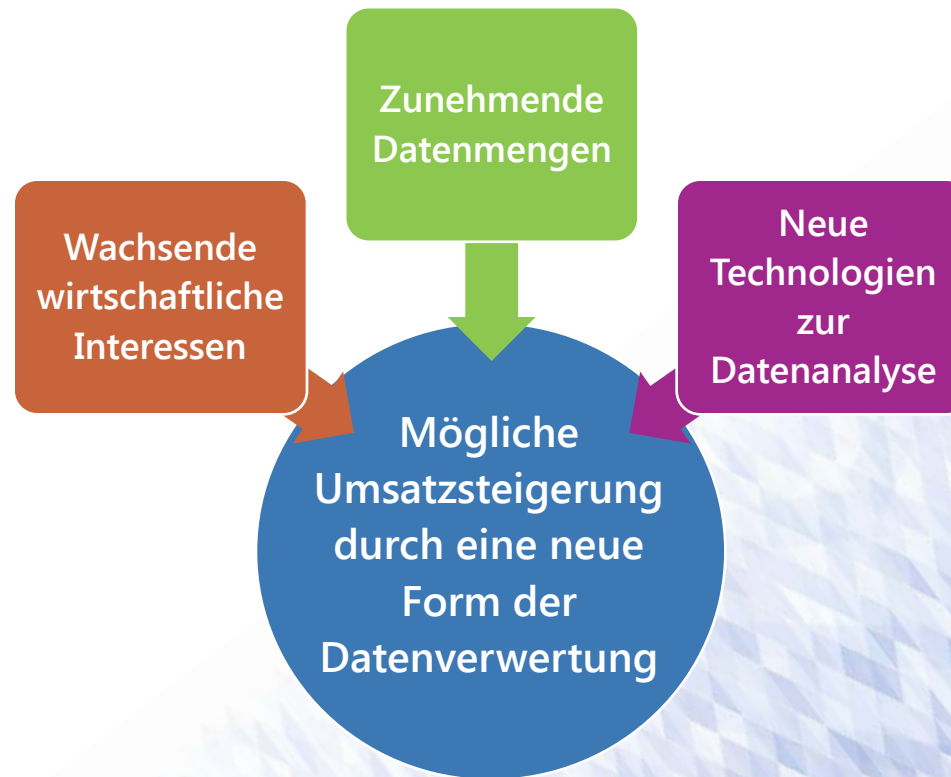 Zunehmende
Datenmengen
Wachsende
wirtschaftliche
Interessen
Neue
Technologien
zur
Datenanalyse
Mögliche
Umsatzsteigerung
durch eine neue
Form der
Datenverwertung